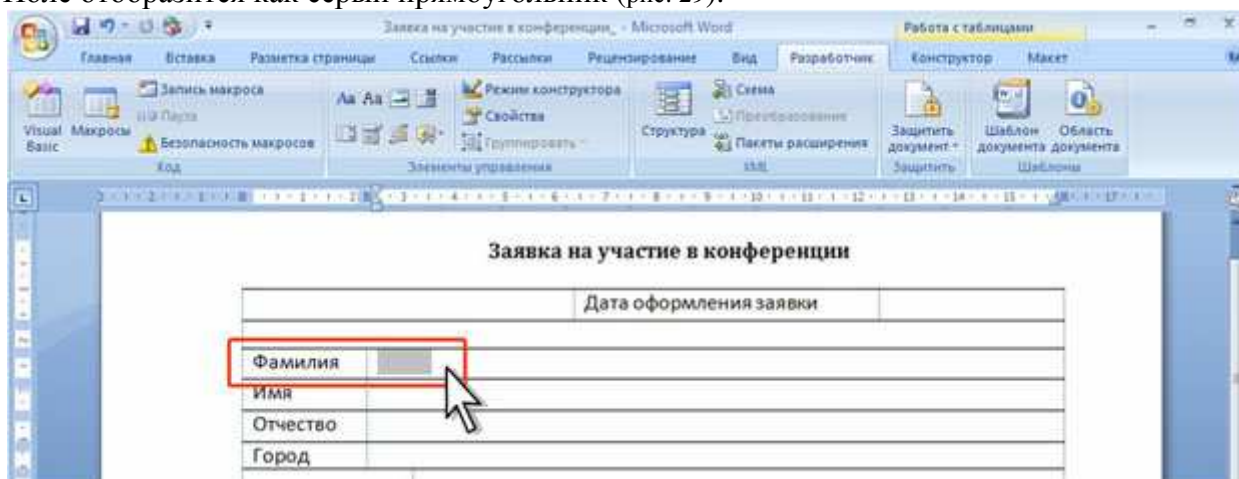 Поле отобразится как серый прямоугольник (рис. 29).
Заявка на участие в конференции_ - Microsoft Word
Работа с таблицами
Главная Вставка Разметка страницы Ссылки Рассылки Рецензирование Вид Разработчик Конструктор Макет
Visual Basic
Макросы
Запись макроса
Пауза
Безопасность макросов
Код
Aa Aa
Режим конструктора
Свойства
Группировать
Элементы управления
Структура
Схема
Преобразование
Пакеты расширения
XML
Защитить документ
Защитить
Шаблон документа
Область документа
Шаблоны
Заявка на участие в конференции
Дата оформления заявки
Фамилия
Имя
Отчество
Город